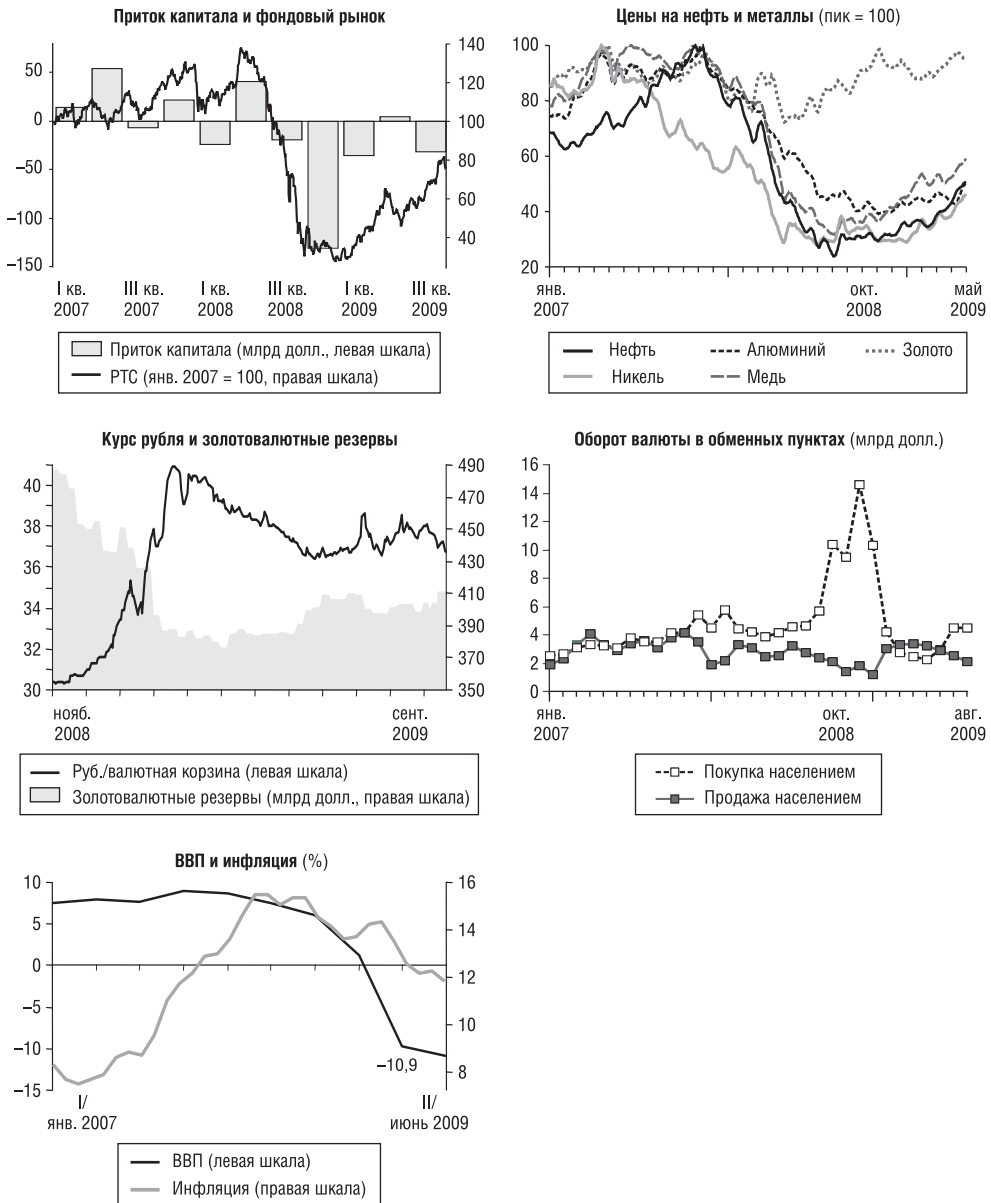 Приток капитала и фондовый рынок
50
0
–50
–100
–150
140
120
100
80
60
40
I кв. 2007
III кв. 2007
I кв. 2008
III кв. 2008
I кв. 2009
III кв. 2009
Приток капитала (млрд долл., левая шкала)
РТС (янв. 2007 = 100, правая шкала)
Цены на нефть и металлы (пик = 100)
100
80
60
40
20
янв. 2007
окт. 2008
май 2009
Нефть
Алюминий
Золото
Никель
Медь
Курс рубля и золотовалютные резервы
40
38
36
34
32
30
490
470
450
430
410
390
370
350
нояб. 2008
сент. 2009
Руб./валютная корзина (левая шкала)
Золотовалютные резервы (млрд долл., правая шкала)
Оборот валюты в обменных пунктах (млрд долл.)
16
14
12
10
8
6
4
2
0
янв. 2007
окт. 2008
авг. 2009
Покупка населением
Продажа населением
ВВП и инфляция (%)
10
5
0
–5
–10
–15
16
14
12
10
8
–10,9
I/ янв. 2007
II/ июнь 2009
ВВП (левая шкала)
Инфляция (правая шкала)